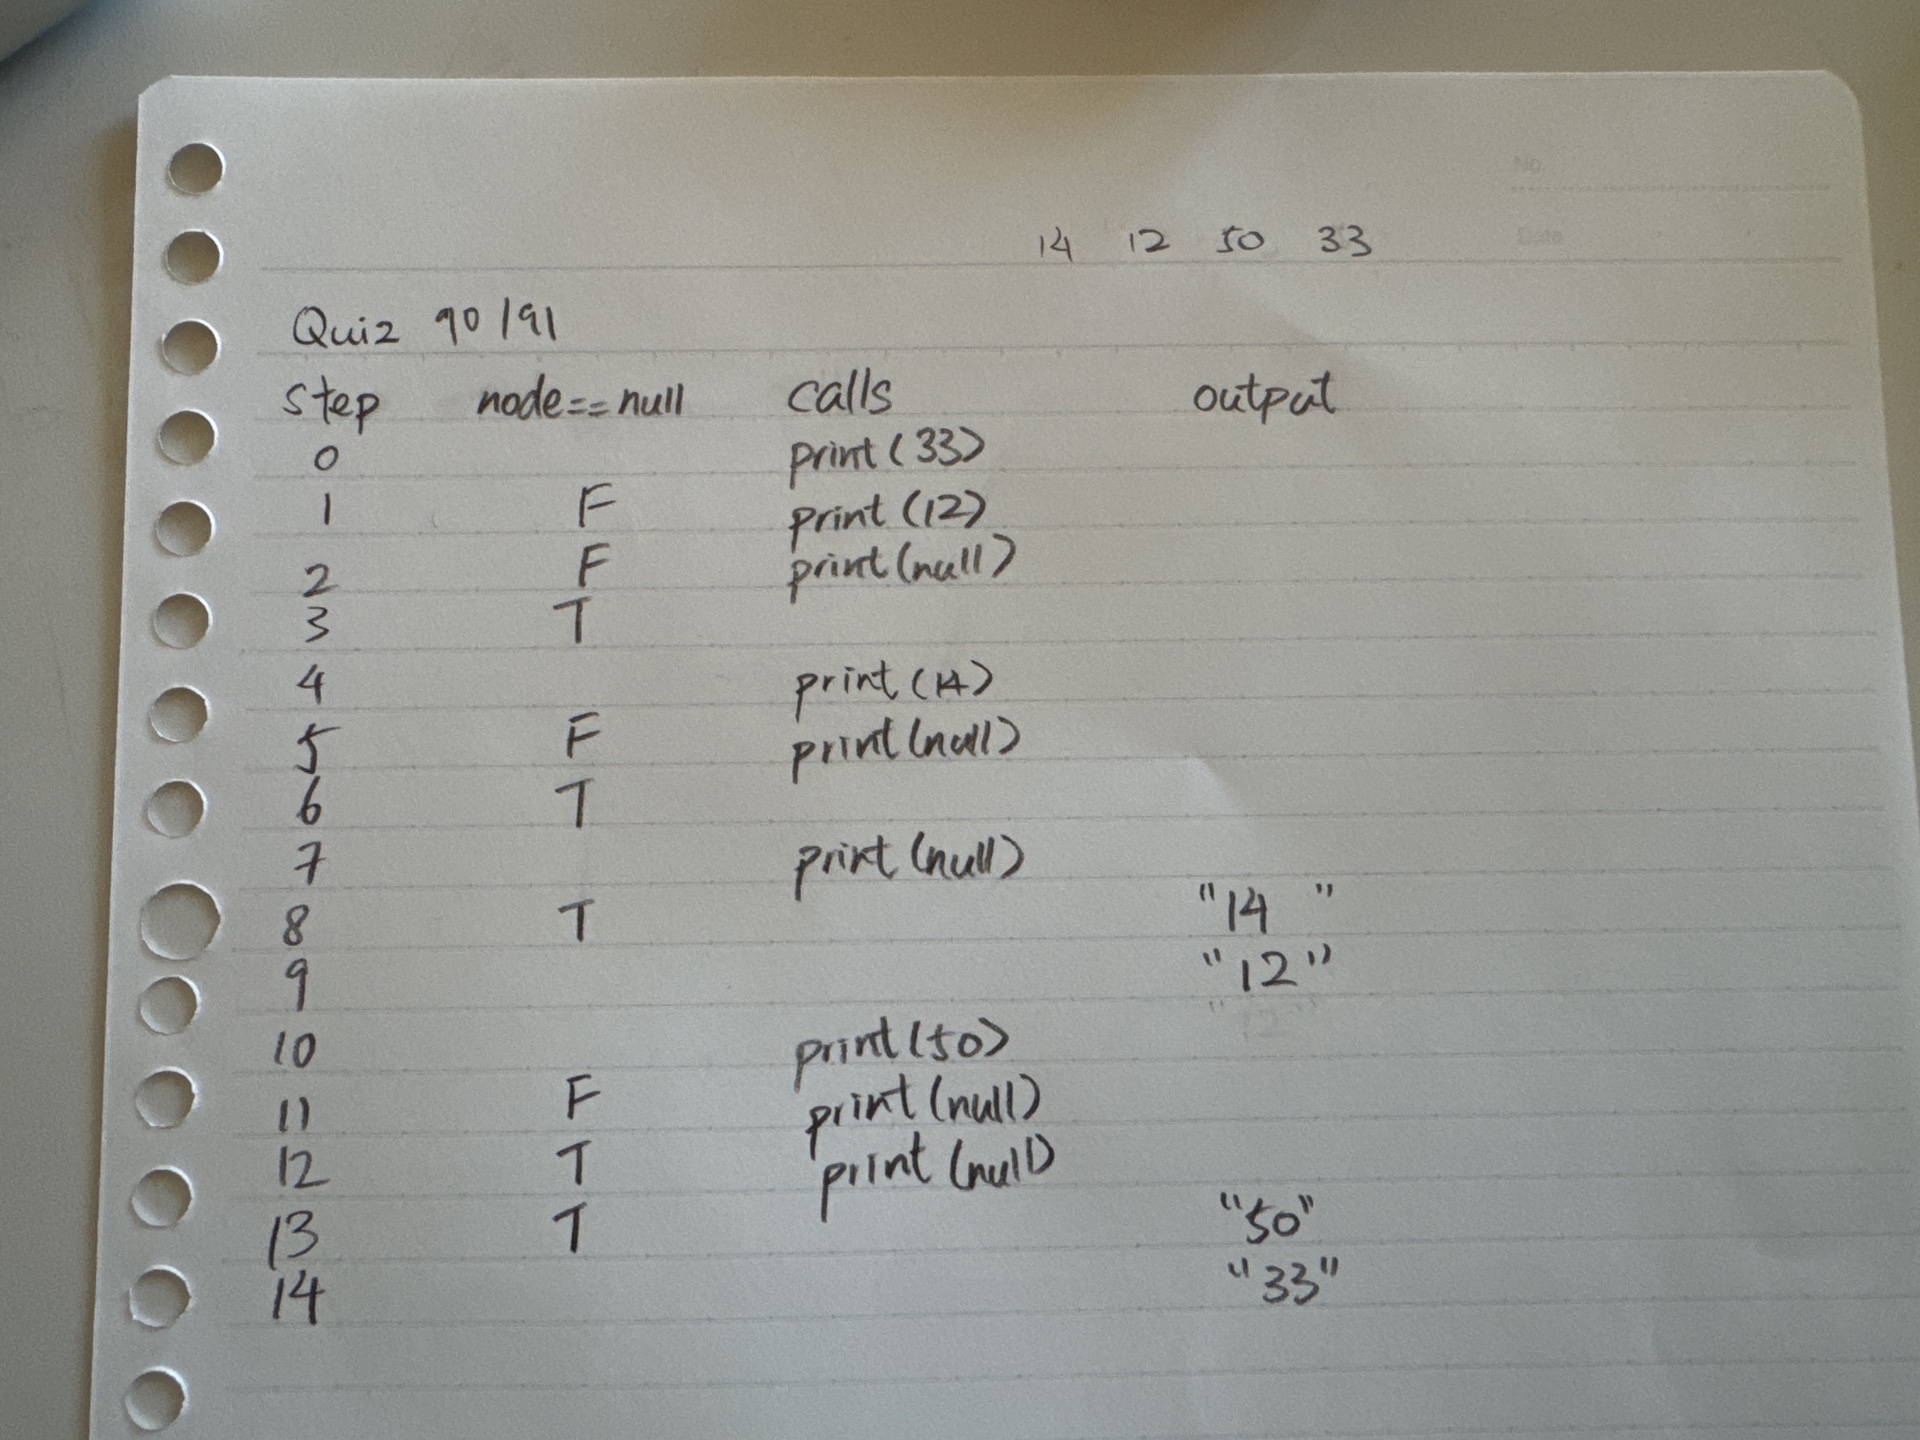 No.
14 12 50 33
Date
Quiz 90/91
step node==null calls output
0 print(33)
1 F print(12)
2 F print(null)
3 T
4 print(14)
5 F print(null)
6 T
7 print(null)
8 T "14 "
9 "12"
"12"
10 print(50)
11 F print(null)
12 T print(null)
13 T "50"
14 "33"